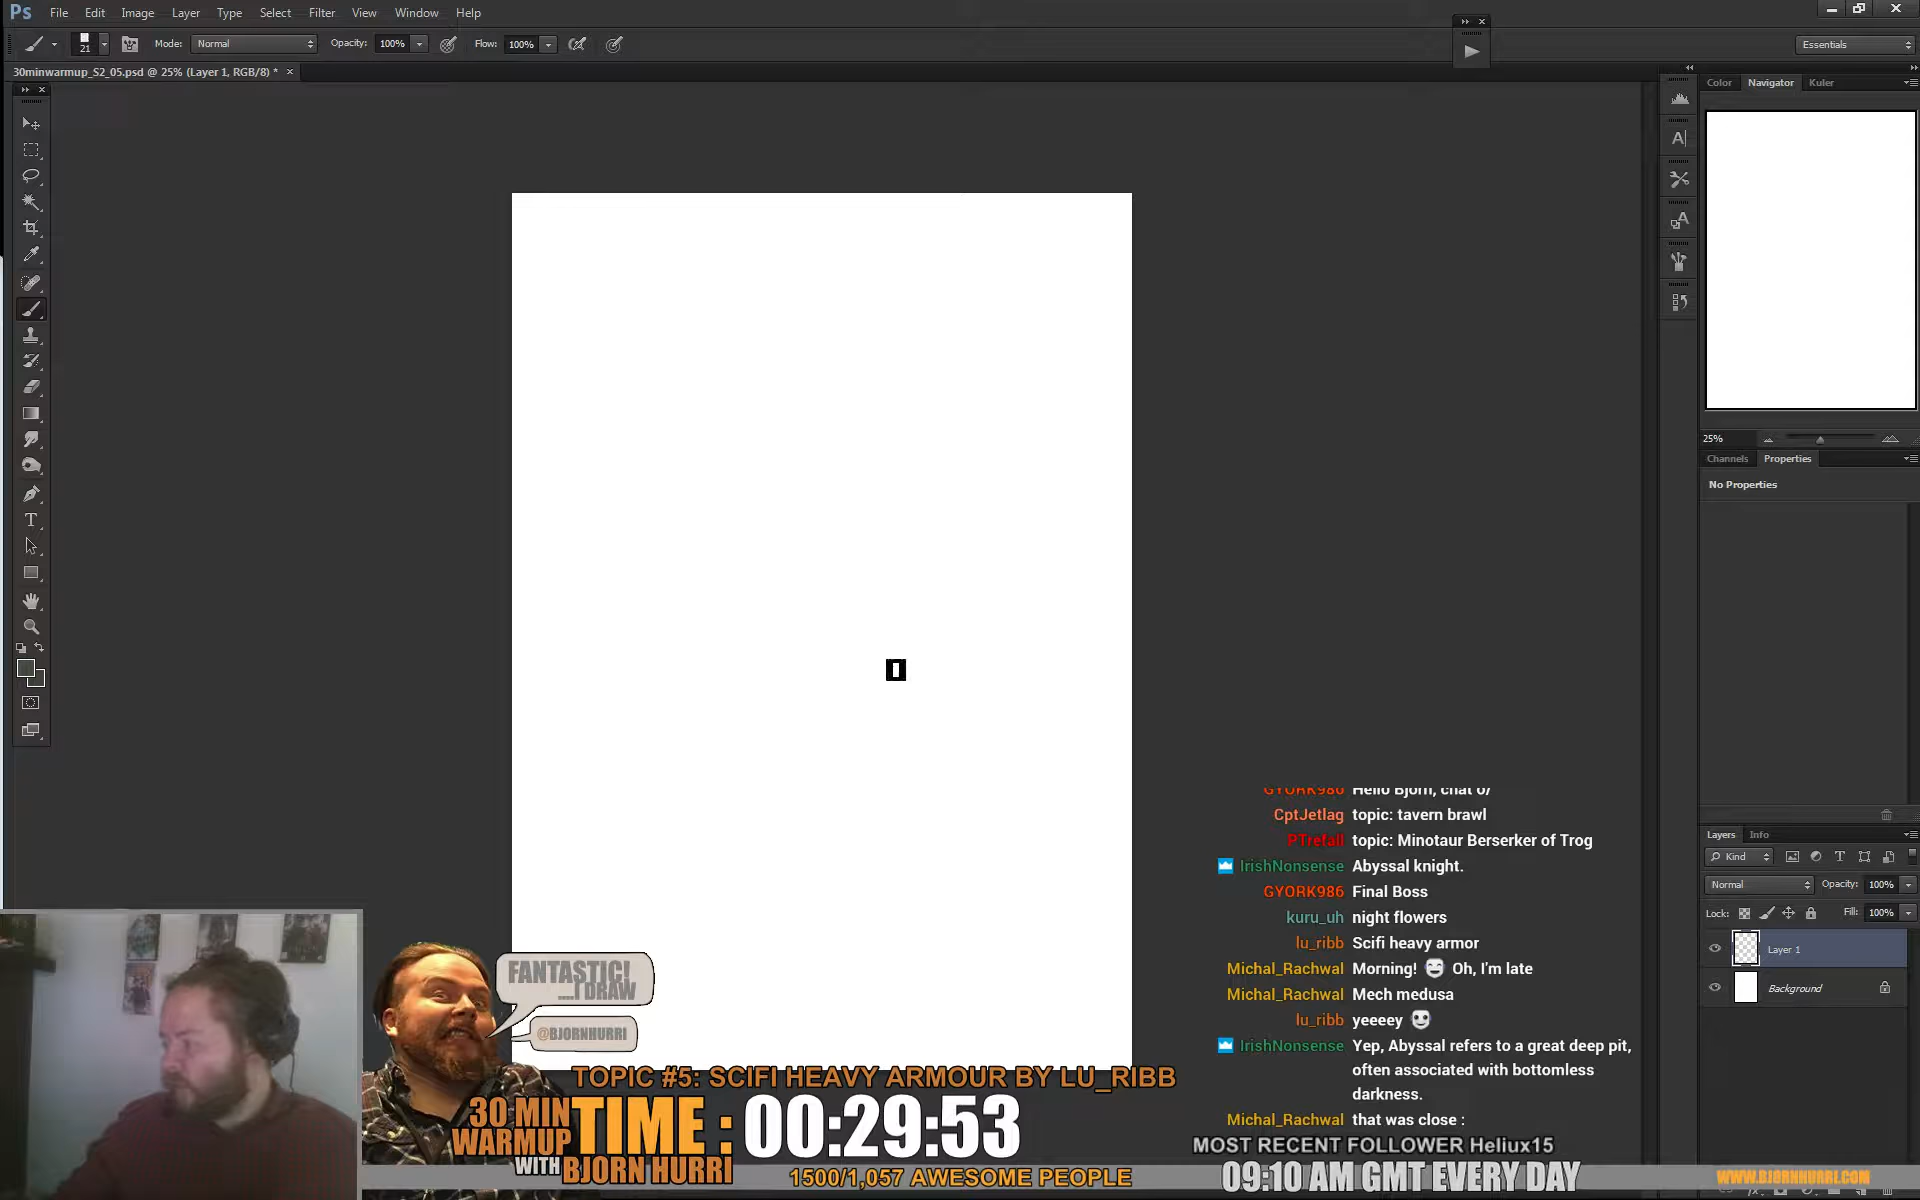 Ps File Edit Image Layer Type Select Filter View Window Help
21 Mode: Normal Opacity: 100% Flow: 100% Essentials
30minwarmup_S2_05.psd @ 25% (Layer 1, RGB/8) *
Color Navigator Kuler
25%
Channels Properties
No Properties
GYORK986 Hello Bjorn, chat o/
CptJetlag topic: tavern brawl
PTrefall topic: Minotaur Berserker of Trog
IrishNonsense Abyssal knight.
GYORK986 Final Boss
kuru_uh night flowers
lu_ribb Scifi heavy armor
Michal_Rachwal Morning! Oh, I'm late
Michal_Rachwal Mech medusa
lu_ribb yeeeey
IrishNonsense Yep, Abyssal refers to a great deep pit,
often associated with bottomless
darkness.
Michal_Rachwal that was close :
Layers Info
Kind
Normal Opacity: 100%
Lock: Fill: 100%
Layer 1
Background
FANTASTIC!
....I DRAW
@BJORNHURRI
TOPIC #5: SCIFI HEAVY ARMOUR BY LU_RIBB
30 MIN
WARMUP
WITH BJORN HURRI
TIME : 00:29:53
1500/1,057 AWESOME PEOPLE
MOST RECENT FOLLOWER Heliux15
09:10 AM GMT EVERY DAY
WWW.BJORNHURRI.COM